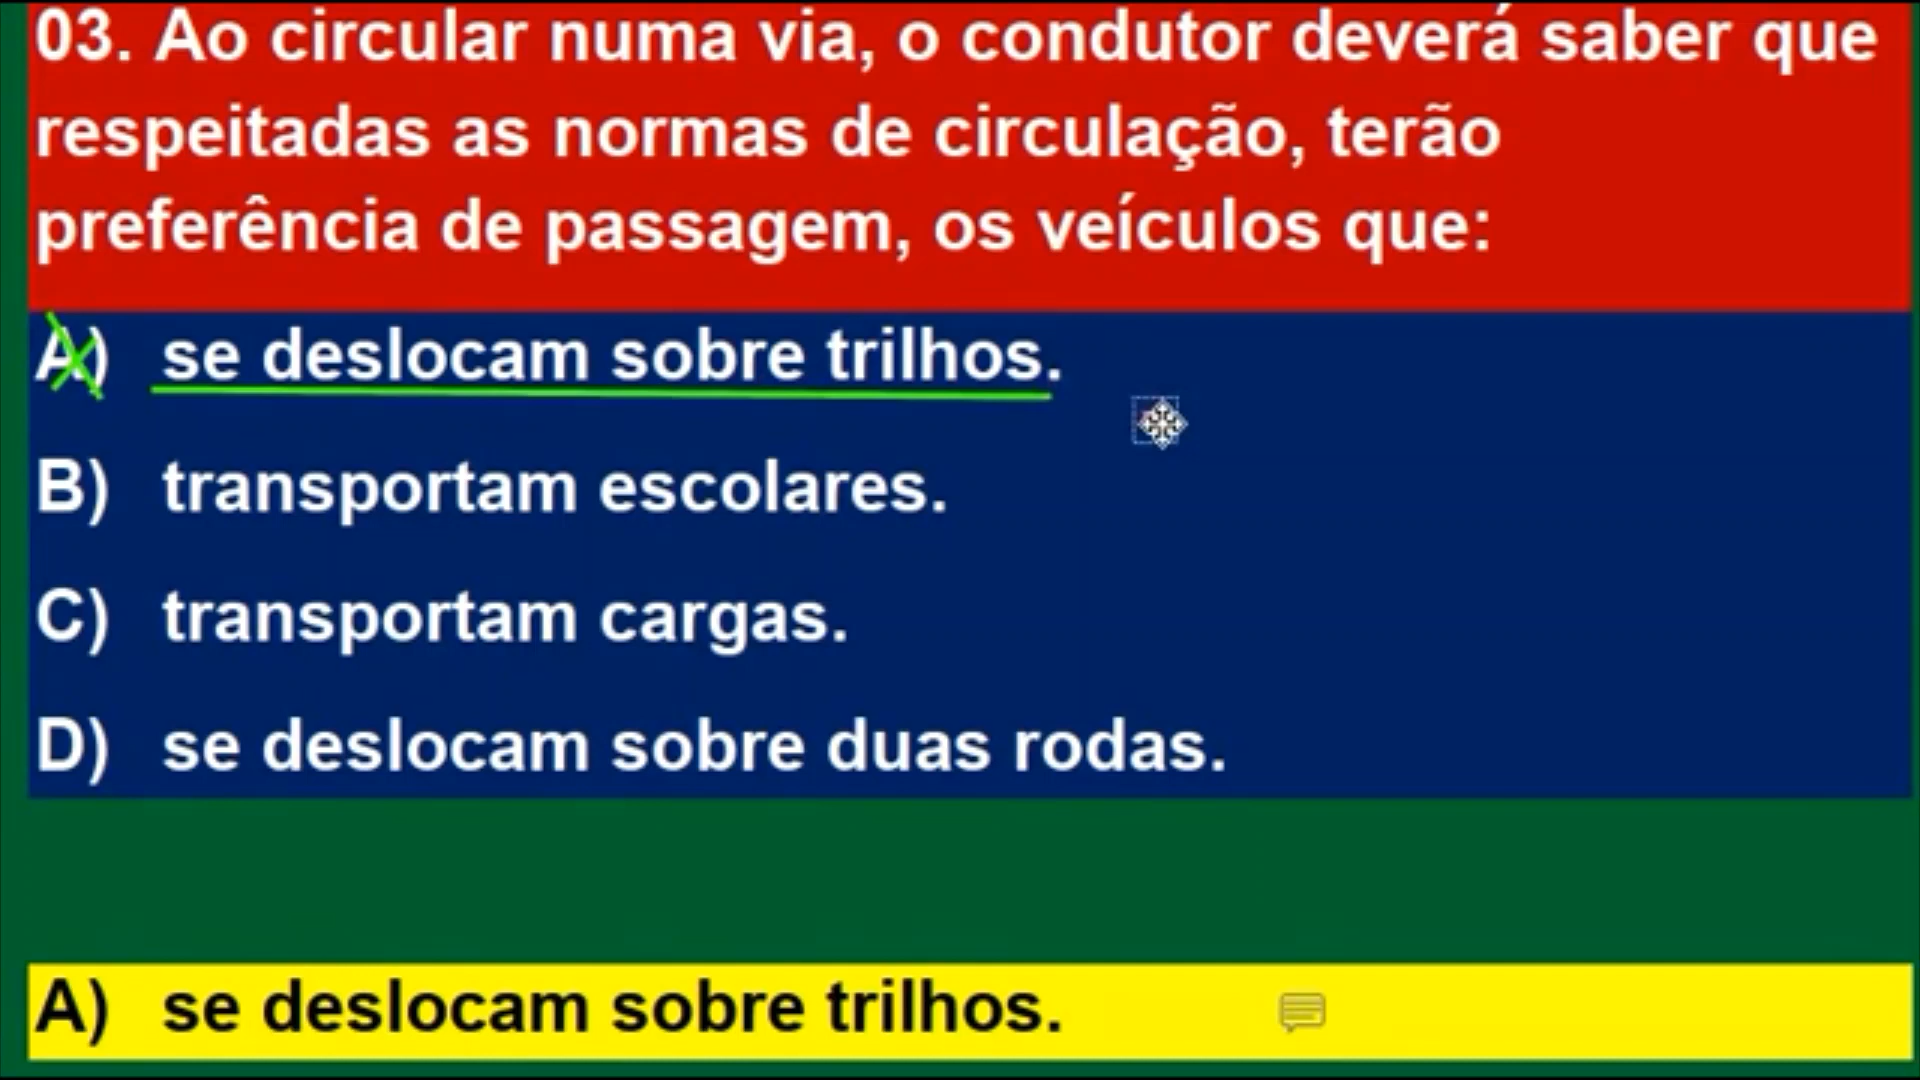 03. Ao circular numa via, o condutor deverá saber que
respeitadas as normas de circulação, terão
preferência de passagem, os veículos que:
A) se deslocam sobre trilhos.
B) transportam escolares.
C) transportam cargas.
D) se deslocam sobre duas rodas.
A) se deslocam sobre trilhos.